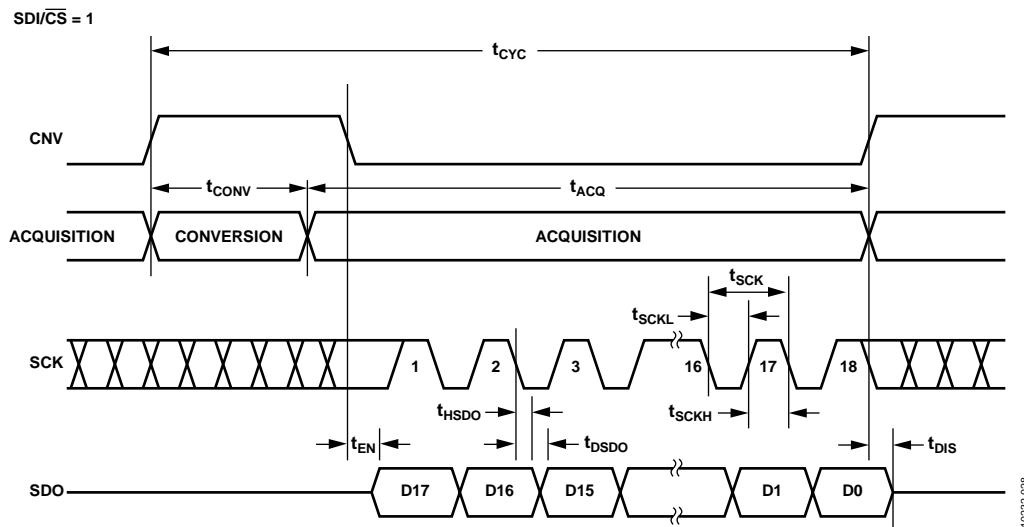 SDI/CS = 1
tCYC
CNV
tCONV
tACQ
ACQUISITION
CONVERSION
ACQUISITION
tSCK
tSCKL
SCK
1
2
3
16
17
18
tHSDO
tSCKH
tEN
tDSDO
tDIS
SDO
D17
D16
D15
D1
D0